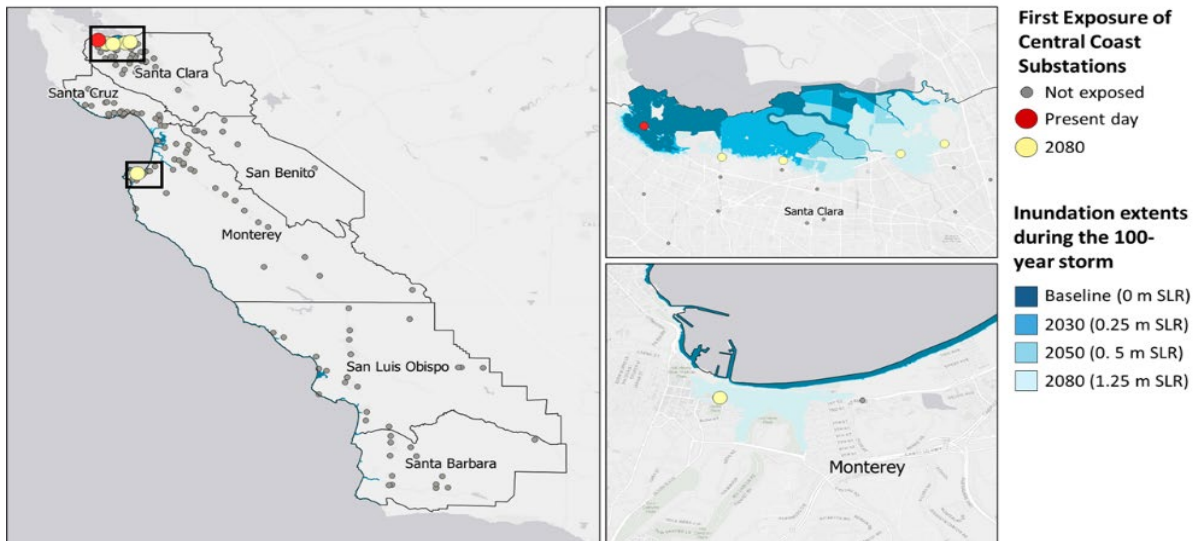 Santa Clara
Santa Cruz
San Benito
Monterey
San Luis Obispo
Santa Barbara
Santa Clara
Monterey
First Exposure of
Central Coast
Substations
Not exposed
Present day
2080
Inundation extents
during the 100-
year storm
Baseline (0 m SLR)
2030 (0.25 m SLR)
2050 (0. 5 m SLR)
2080 (1.25 m SLR)